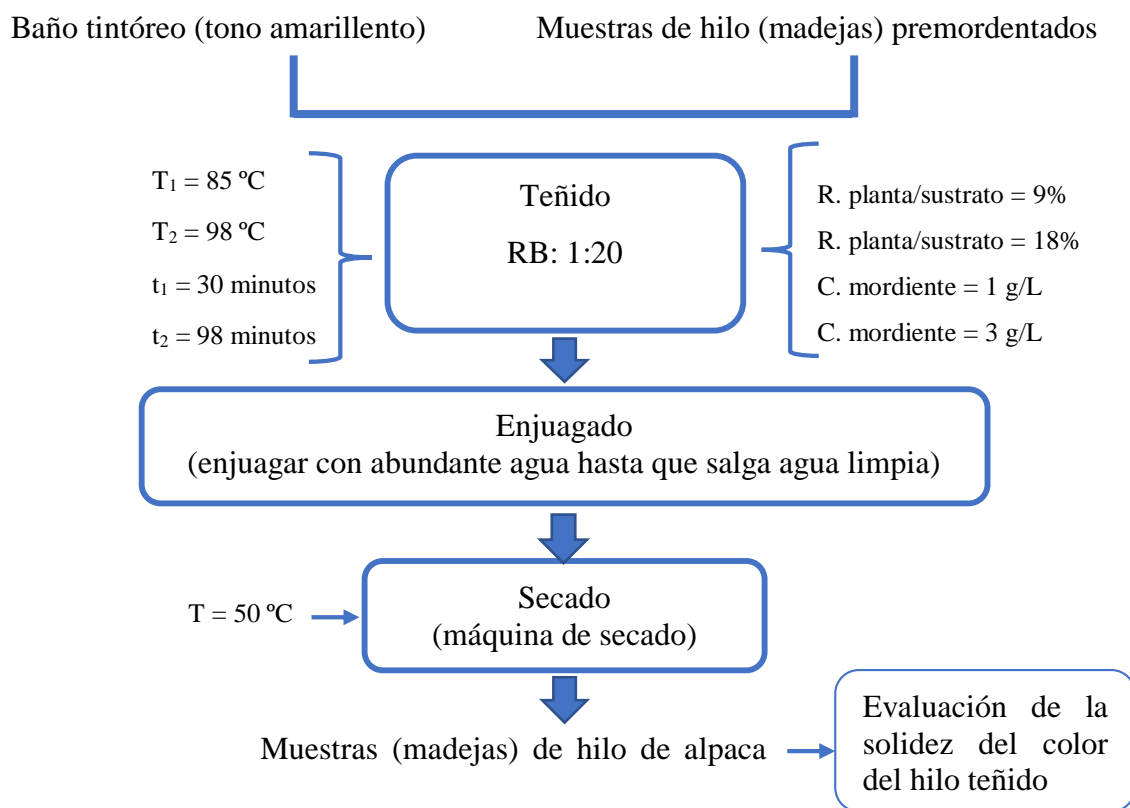 Baño tintóreo (tono amarillento)
Muestras de hilo (madejas) premordentados
T₁ = 85 ºC
T₂ = 98 ºC
t₁ = 30 minutos
t₂ = 98 minutos
Teñido
RB: 1:20
R. planta/sustrato = 9%
R. planta/sustrato = 18%
C. mordiente = 1 g/L
C. mordiente = 3 g/L
Enjuagado
(enjuagar con abundante agua hasta que salga agua limpia)
T = 50 ºC
Secado
(máquina de secado)
Muestras (madejas) de hilo de alpaca
Evaluación de la
solidez del color
del hilo teñido